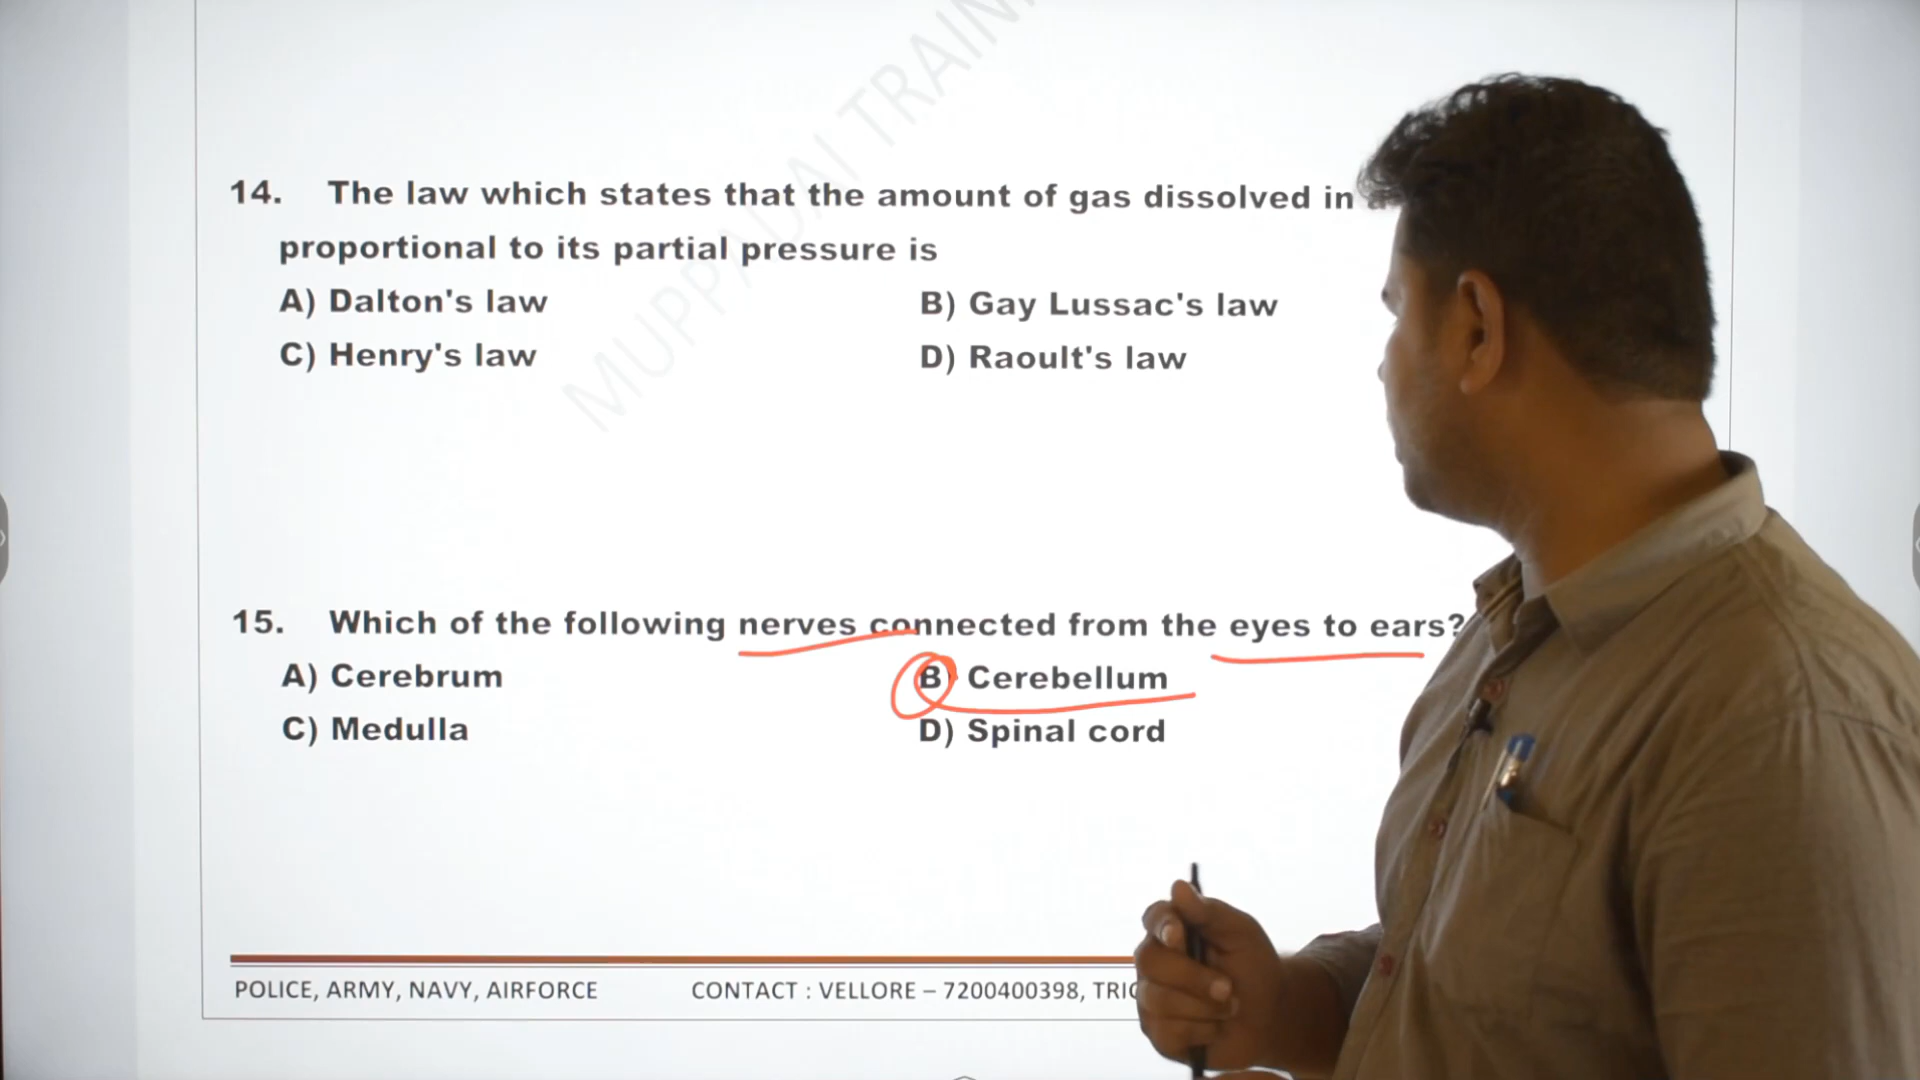 MUPPADAI TRAIN
14. The law which states that the amount of gas dissolved in
proportional to its partial pressure is
A) Dalton's law
B) Gay Lussac's law
C) Henry's law
D) Raoult's law
15. Which of the following nerves connected from the eyes to ears?
A) Cerebrum
B) Cerebellum
C) Medulla
D) Spinal cord
POLICE, ARMY, NAVY, AIRFORCE CONTACT : VELLORE – 7200400398,